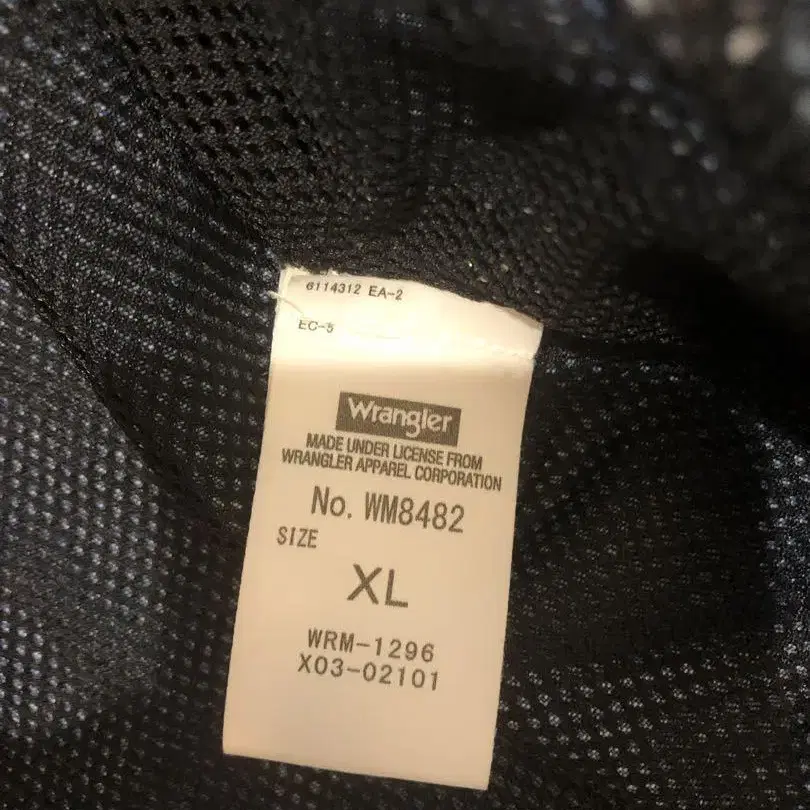 6114312 EA-2
EC-5
Wrangler
MADE UNDER LICENSE FROM
WRANGLER APPAREL CORPORATION
No. WM8482
SIZE
XL
WRM-1296
X03-02101